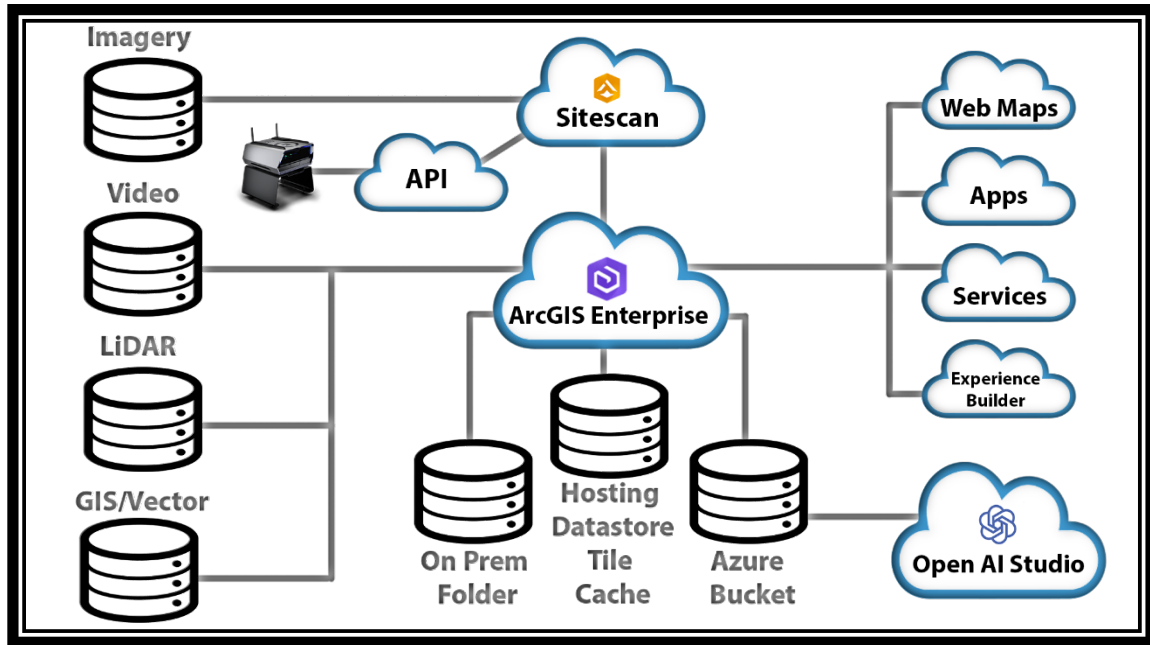 Imagery
Sitescan
API
Web Maps
Video
Apps
ArcGIS Enterprise
Services
LiDAR
Experience
Builder
GIS/Vector
Hosting
Datastore
Tile
Cache
On Prem
Folder
Azure
Bucket
Open AI Studio